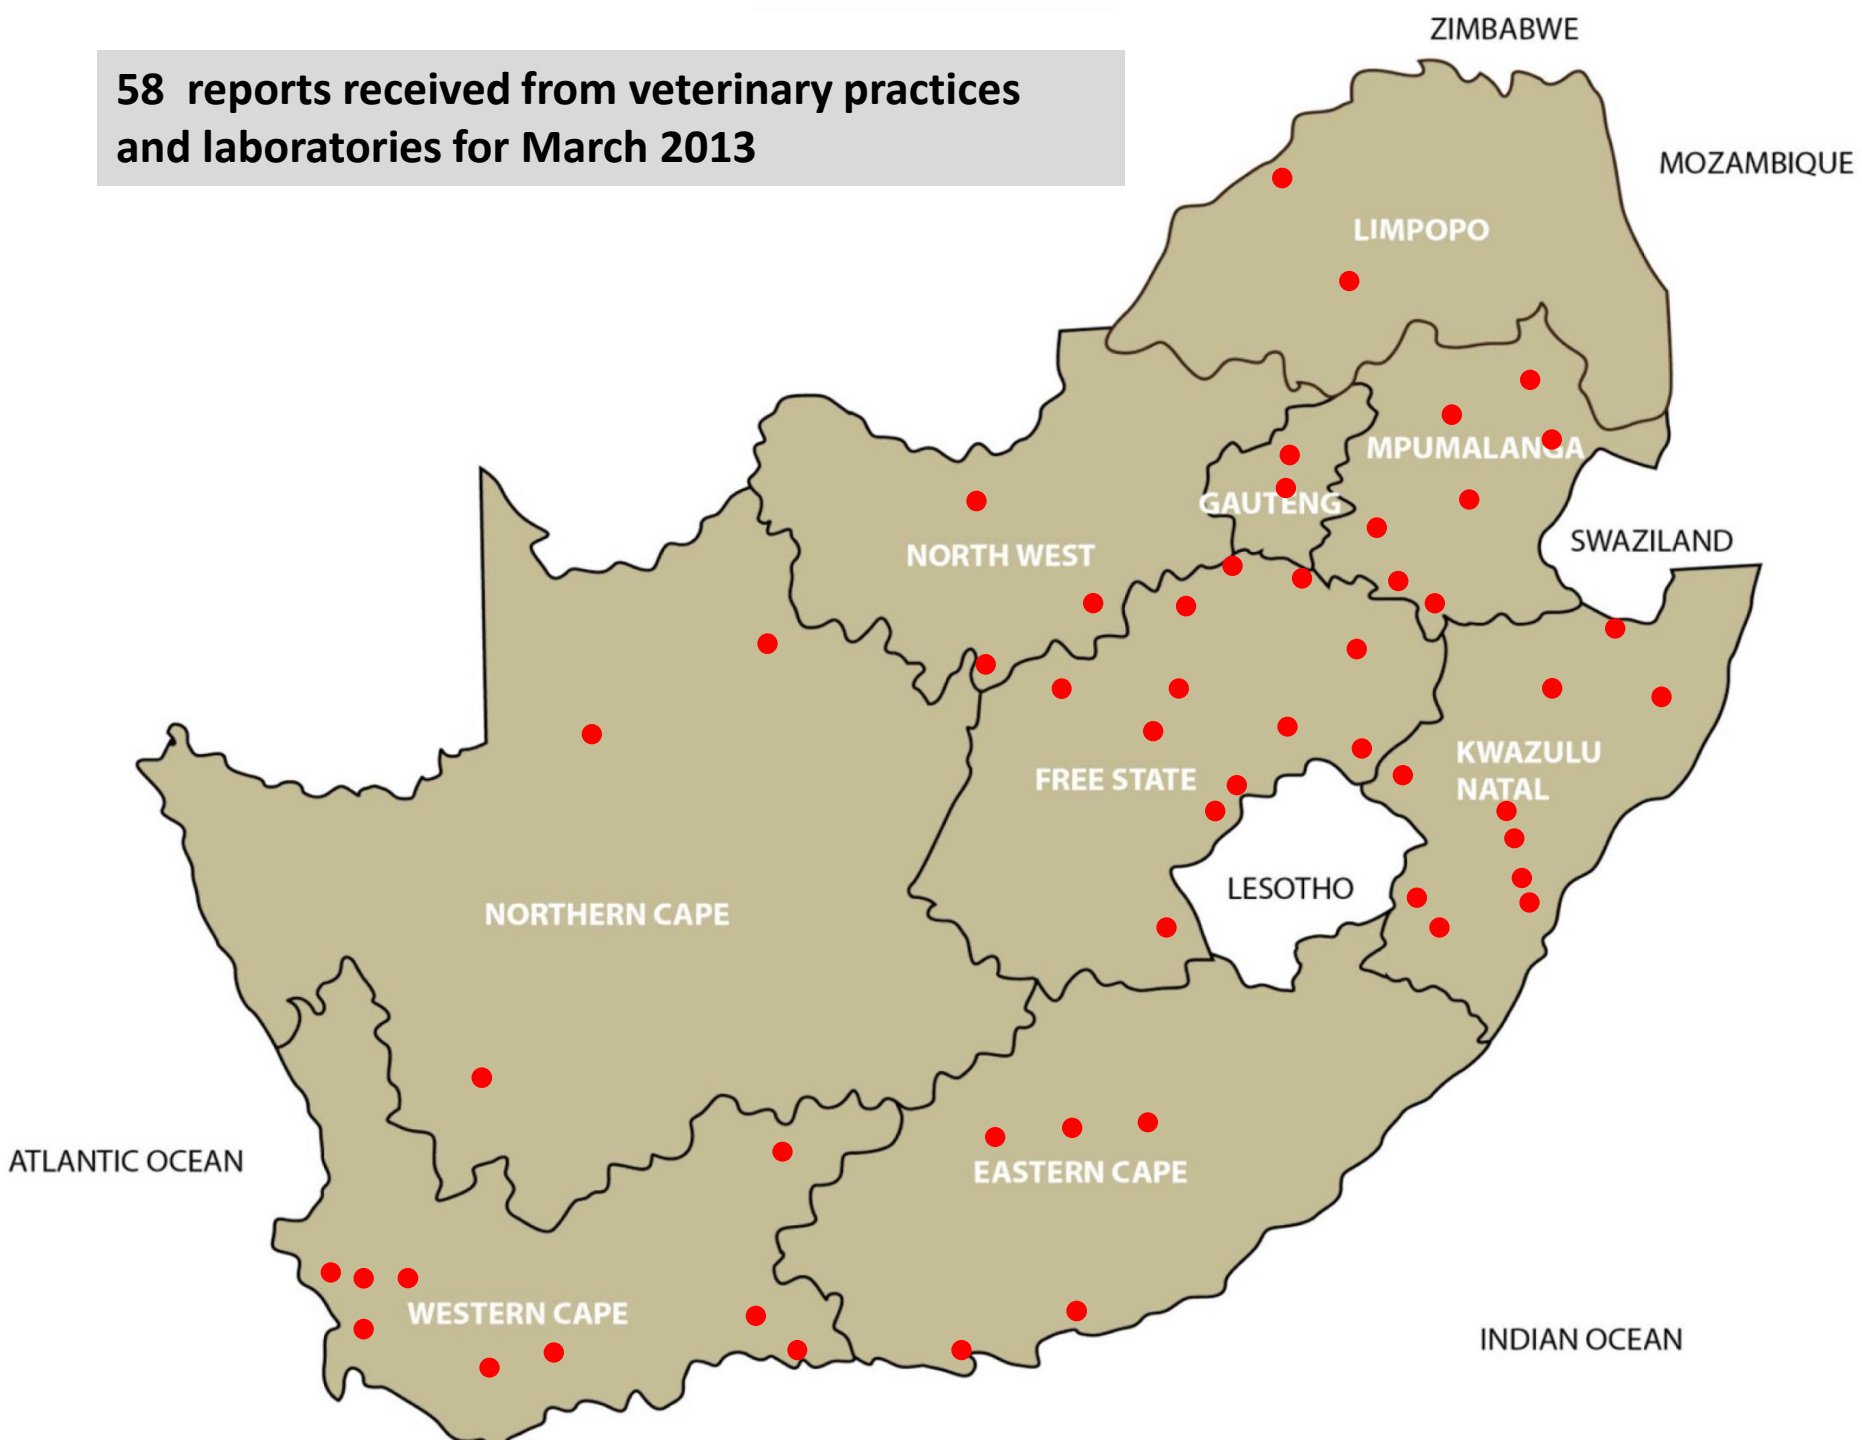 ZIMBABWE
58 reports received from veterinary practices
and laboratories for March 2013
MOZAMBIQUE
LIMPOPO
MPUMALANGA
GAUTENG
SWAZILAND
NORTH WEST
KWAZULU
NATAL
FREE STATE
LESOTHO
NORTHERN CAPE
ATLANTIC OCEAN
EASTERN CAPE
WESTERN CAPE
INDIAN OCEAN